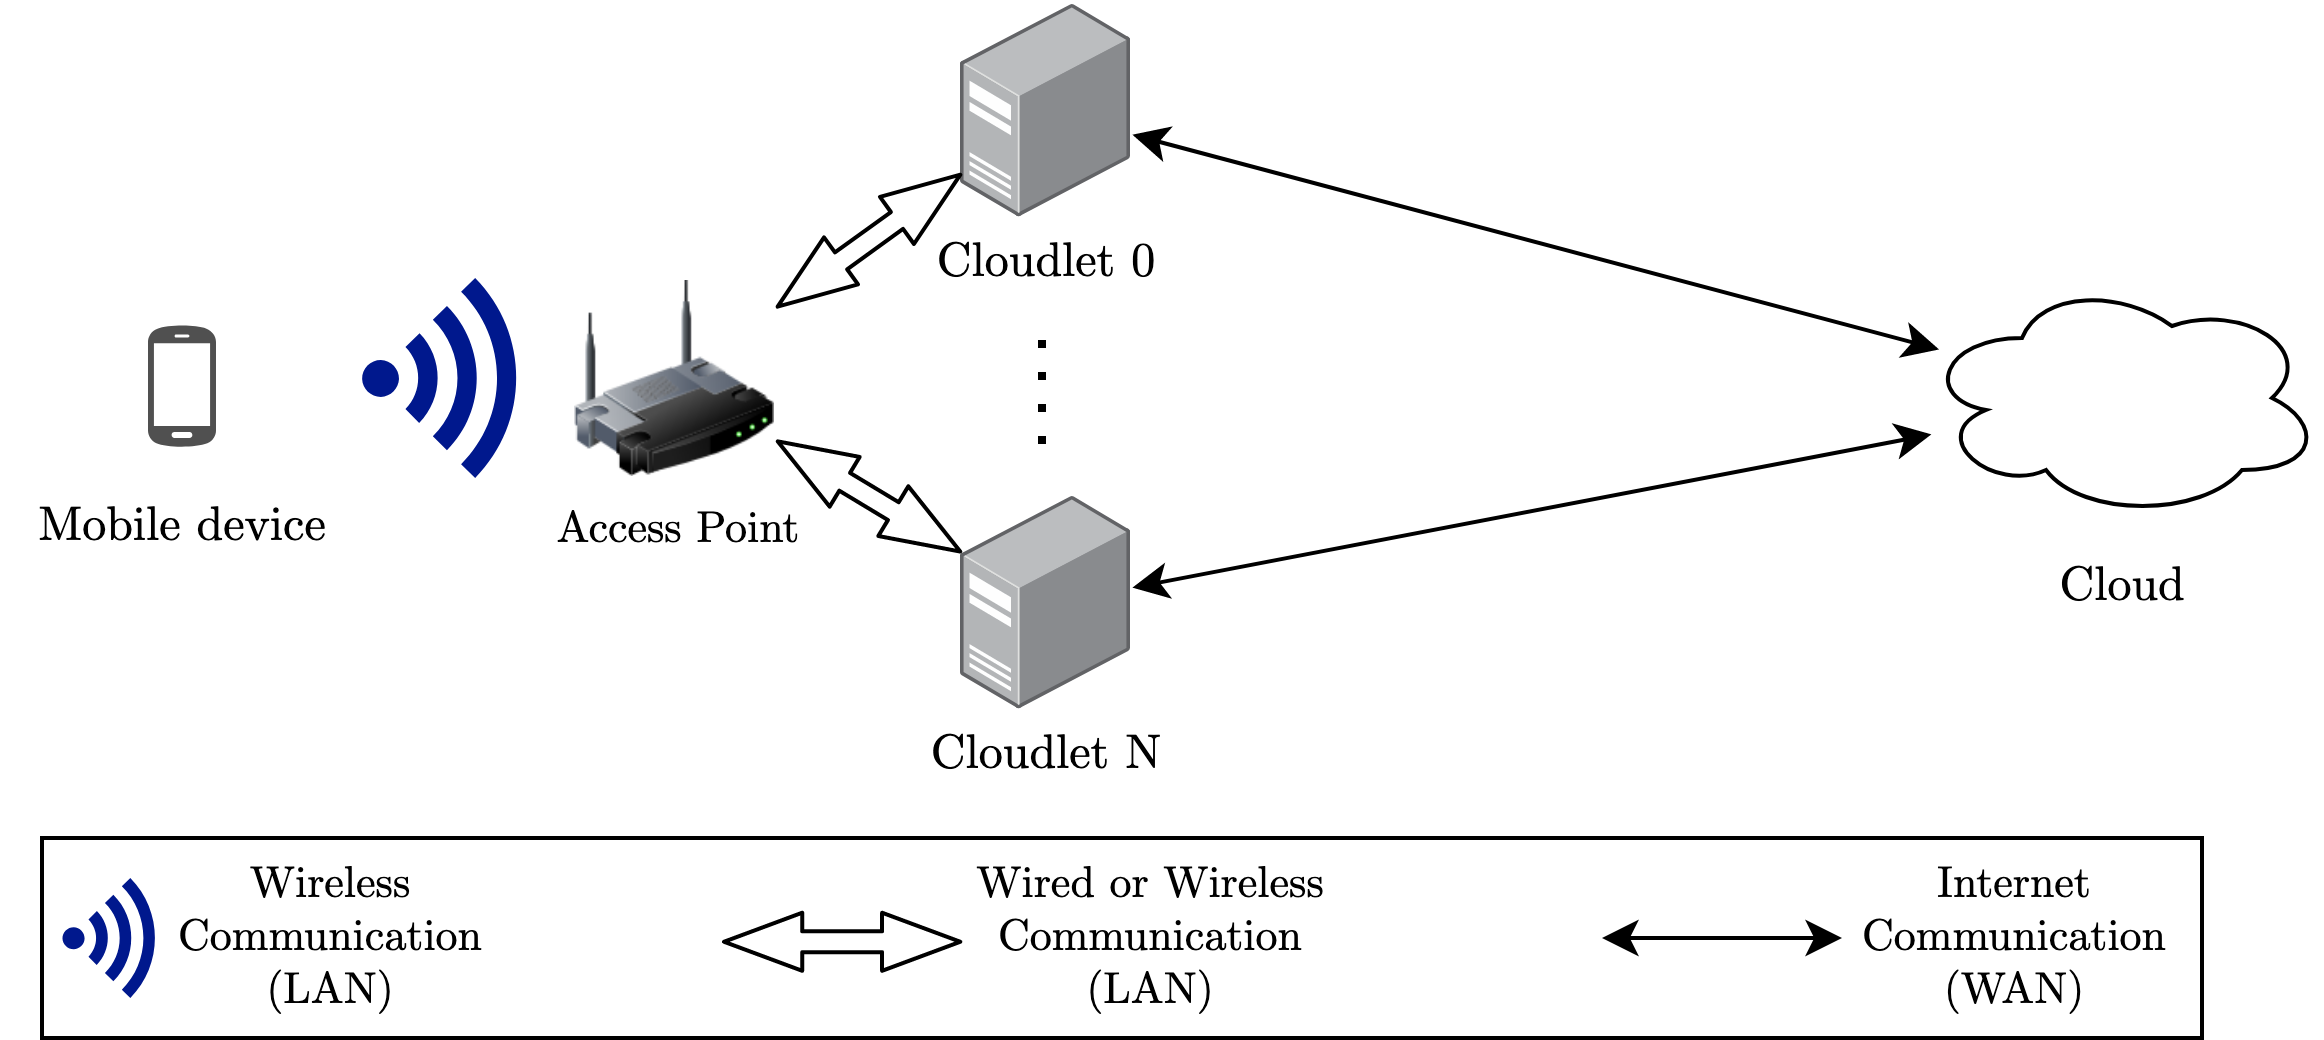 Cloudlet 0
Mobile device
Access Point
Cloud
Cloudlet N
Wireless
Communication
(LAN)
Wired or Wireless
Communication
(LAN)
Internet
Communication
(WAN)